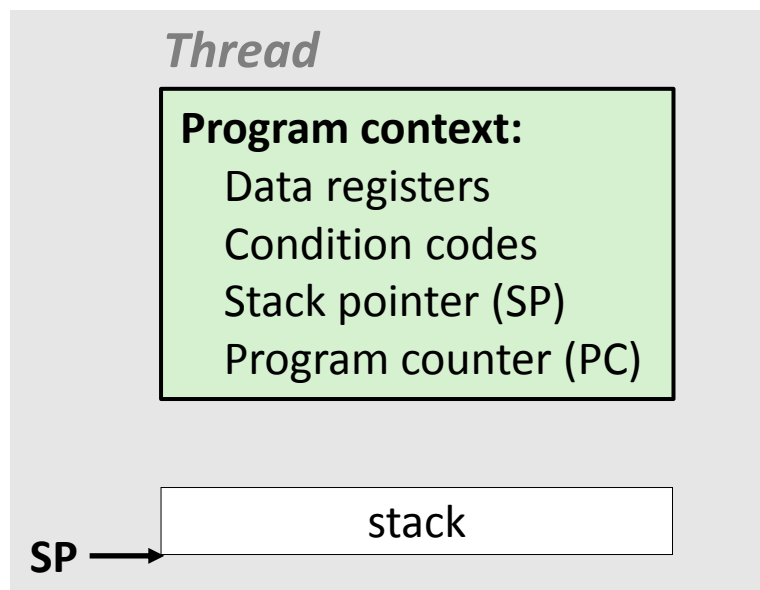 Thread
Program context:
Data registers
Condition codes
Stack pointer (SP)
Program counter (PC)
stack
SP